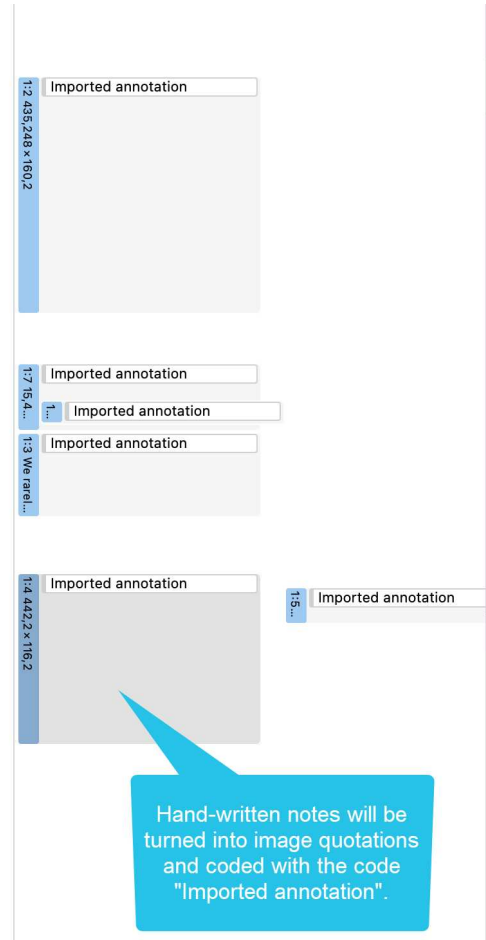 1:2 435,248 × 160,2
Imported annotation
1:7 15,4...
Imported annotation
1...
Imported annotation
1:3 We rarel...
Imported annotation
1:4 442,2 × 116,2
Imported annotation
1:5...
Imported annotation
Hand-written notes will be
turned into image quotations
and coded with the code
"Imported annotation".